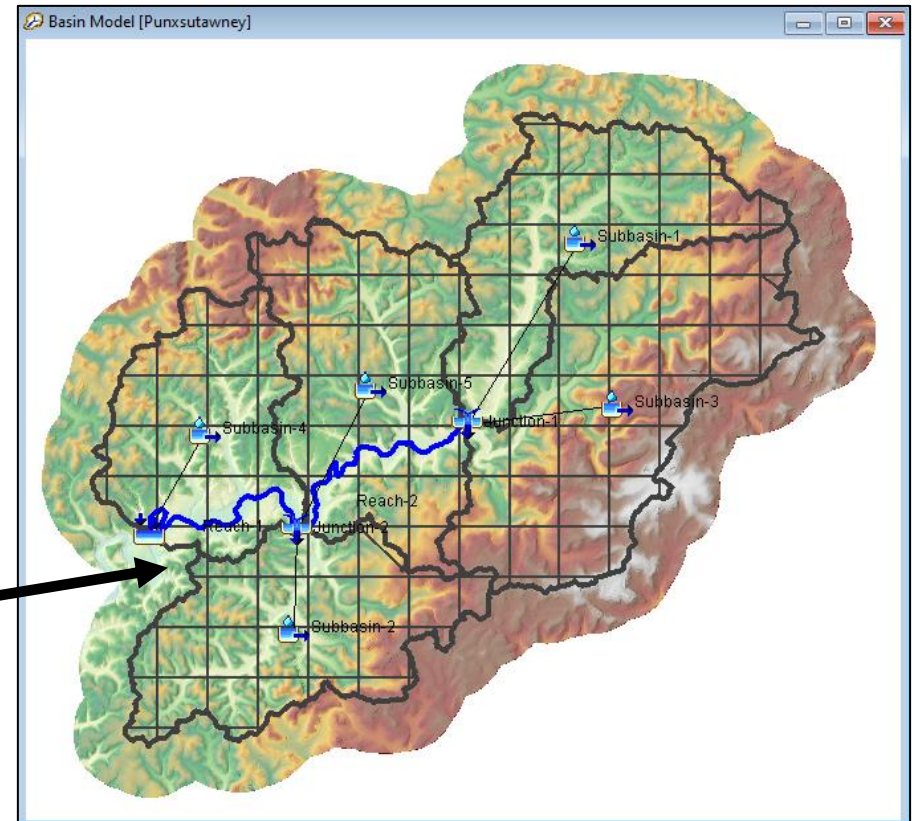 Basin Model [Punxsutawney]
Subbasin-1
Subbasin-5
Subbasin-3
Junction-1
Subbasin-4
Reach-2
Reach-1
Junction-2
Subbasin-2